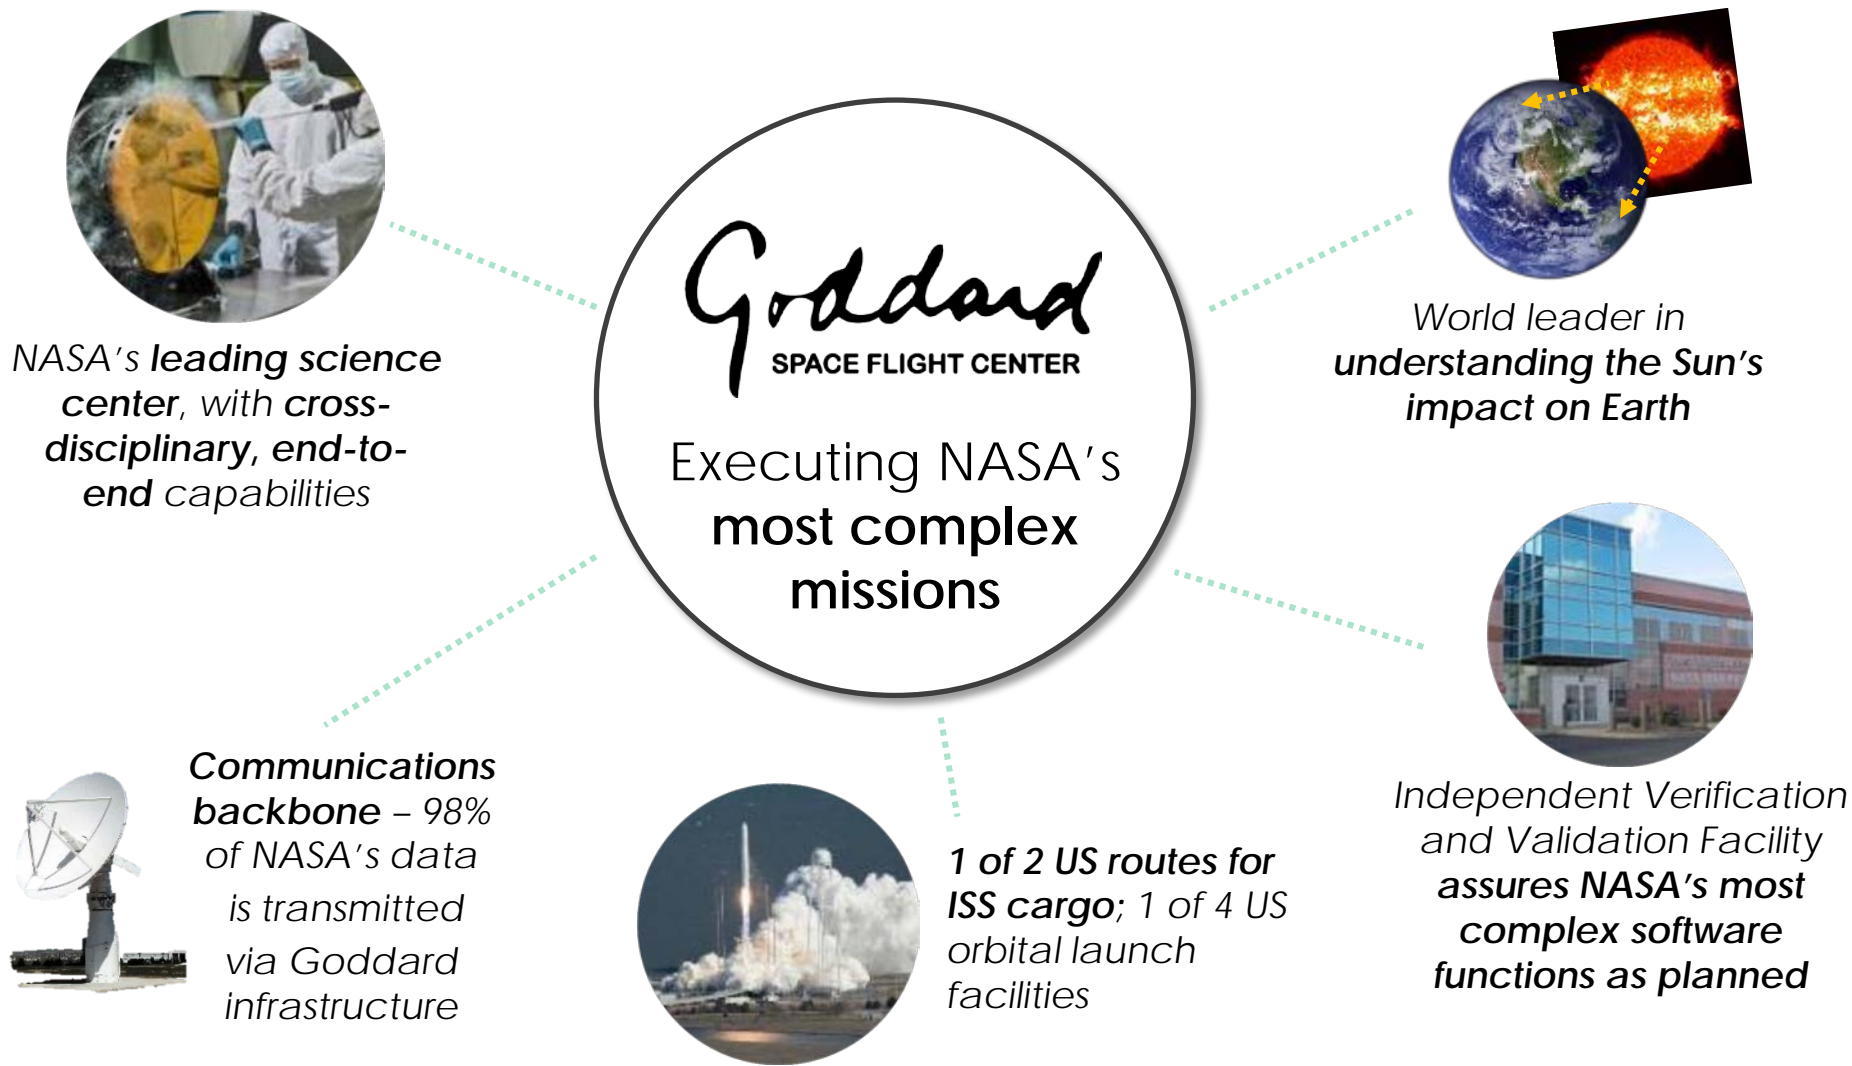 Goddard
SPACE FLIGHT CENTER
Executing NASA's
most complex
missions
NASA's leading science
center, with cross-
disciplinary, end-to-
end capabilities
World leader in
understanding the Sun's
impact on Earth
Communications
backbone – 98%
of NASA's data
is transmitted
via Goddard
infrastructure
1 of 2 US routes for
ISS cargo; 1 of 4 US
orbital launch
facilities
Independent Verification
and Validation Facility
assures NASA's most
complex software
functions as planned